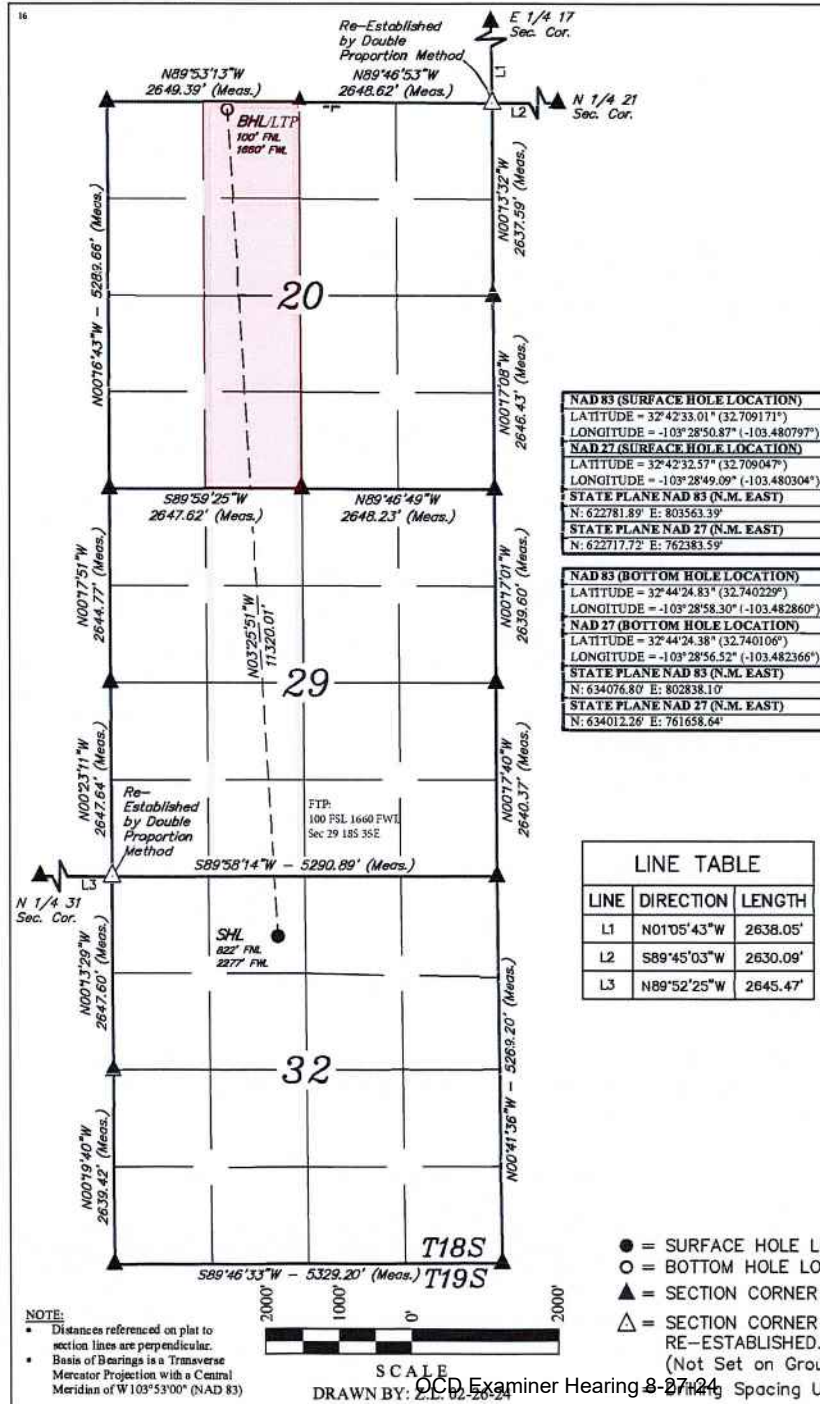 16
Re-Established
by Double
Proportion Method
E 1/4 17
Sec. Cor.
L1
N89°53'13"W
2649.39' (Meas.)
N89°46'53"W
2648.62' (Meas.)
L2
N 1/4 21
Sec. Cor.
BHL/LTP
100' FNL
1660' FWL
N00°13'32"W
2637.59' (Meas.)
N00°16'43"W – 5289.66' (Meas.)
20
N00°17'08"W
2646.43' (Meas.)
S89°59'25"W
2647.62' (Meas.)
N89°46'49"W
2648.23' (Meas.)
NAD 83 (SURFACE HOLE LOCATION)
LATITUDE = 32°42'33.01" (32.709171°)
LONGITUDE = -103°28'50.87" (-103.480797°)
NAD 27 (SURFACE HOLE LOCATION)
LATITUDE = 32°42'32.57" (32.709047°)
LONGITUDE = -103°28'49.09" (-103.480304°)
STATE PLANE NAD 83 (N.M. EAST)
N: 622781.89' E: 803563.39'
STATE PLANE NAD 27 (N.M. EAST)
N: 622717.72' E: 762383.59'
NAD 83 (BOTTOM HOLE LOCATION)
LATITUDE = 32°44'24.83" (32.740229°)
LONGITUDE = -103°28'58.30" (-103.482860°)
NAD 27 (BOTTOM HOLE LOCATION)
LATITUDE = 32°44'24.38" (32.740106°)
LONGITUDE = -103°28'56.52" (-103.482366°)
STATE PLANE NAD 83 (N.M. EAST)
N: 634076.80' E: 802838.10'
STATE PLANE NAD 27 (N.M. EAST)
N: 634012.26' E: 761658.64'
N00°17'51"W
2644.77' (Meas.)
N03°25'51"W
11320.01'
N00°17'01"W
2639.60' (Meas.)
29
N00°23'11"W
2647.64' (Meas.)
N00°17'40"W
2640.37' (Meas.)
Re-
Established
by Double
Proportion
Method
FTP:
100 FSL 1660 FWL
Sec 29 18S 35E
S89°58'14"W – 5290.89' (Meas.)
L3
N 1/4 31
Sec. Cor.
SHL
822' FNL
2277' FWL
LINE TABLE
LINE DIRECTION LENGTH
L1 N01°05'43"W 2638.05'
L2 S89°45'03"W 2630.09'
L3 N89°52'25"W 2645.47'
N00°13'29"W
2647.60' (Meas.)
32
N00°41'36"W – 5269.20' (Meas.)
N00°19'40"W
2639.42' (Meas.)
T18S
S89°46'33"W – 5329.20' (Meas.) T19S
● = SURFACE HOLE L
○ = BOTTOM HOLE LO
▲ = SECTION CORNER
△ = SECTION CORNER
RE-ESTABLISHED.
(Not Set on Grou
= Drilling Spacing U
NOTE:
• Distances referenced on plat to
section lines are perpendicular.
• Basis of Bearings is a Transverse
Mercator Projection with a Central
Meridian of W103°53'00" (NAD 83)
2000' 1000' 0' 2000'
SCALE
DRAWN BY: Z.L. 02-26-24
OCD Examiner Hearing 8-27-24